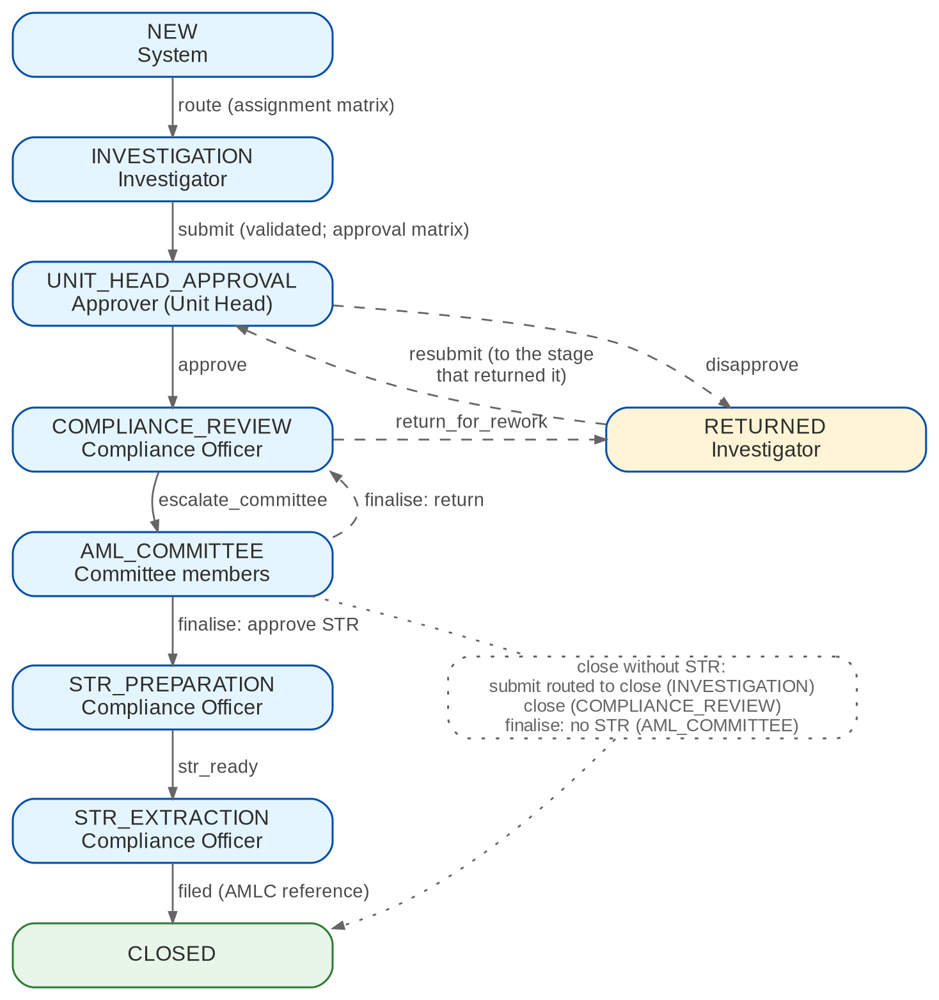 NEW
System
route (assignment matrix)
INVESTIGATION
Investigator
submit (validated; approval matrix)
UNIT_HEAD_APPROVAL
Approver (Unit Head)
resubmit (to the stage
that returned it)
disapprove
approve
COMPLIANCE_REVIEW
Compliance Officer
return_for_rework
RETURNED
Investigator
escalate_committee
finalise: return
AML_COMMITTEE
Committee members
finalise: approve STR
close without STR:
submit routed to close (INVESTIGATION)
close (COMPLIANCE_REVIEW)
finalise: no STR (AML_COMMITTEE)
STR_PREPARATION
Compliance Officer
str_ready
STR_EXTRACTION
Compliance Officer
filed (AMLC reference)
CLOSED